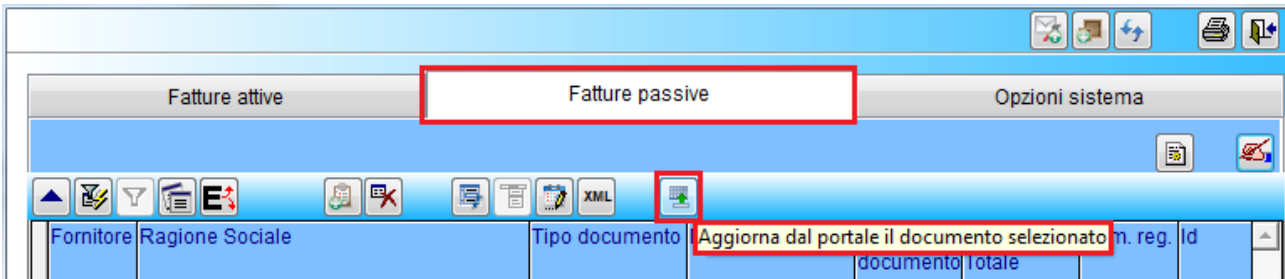 Fatture attive
Fatture passive
Opzioni sistema
E
XML
Fornitore Ragione Sociale Tipo documento Aggiorna dal portale il documento selezionato m. reg. Id
documento Totale